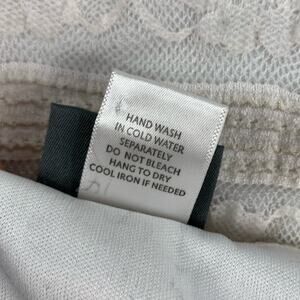 HAND WASH
IN COLD WATER
SEPARATELY
DO NOT BLEACH
HANG TO DRY
COOL IRON IF NEEDED